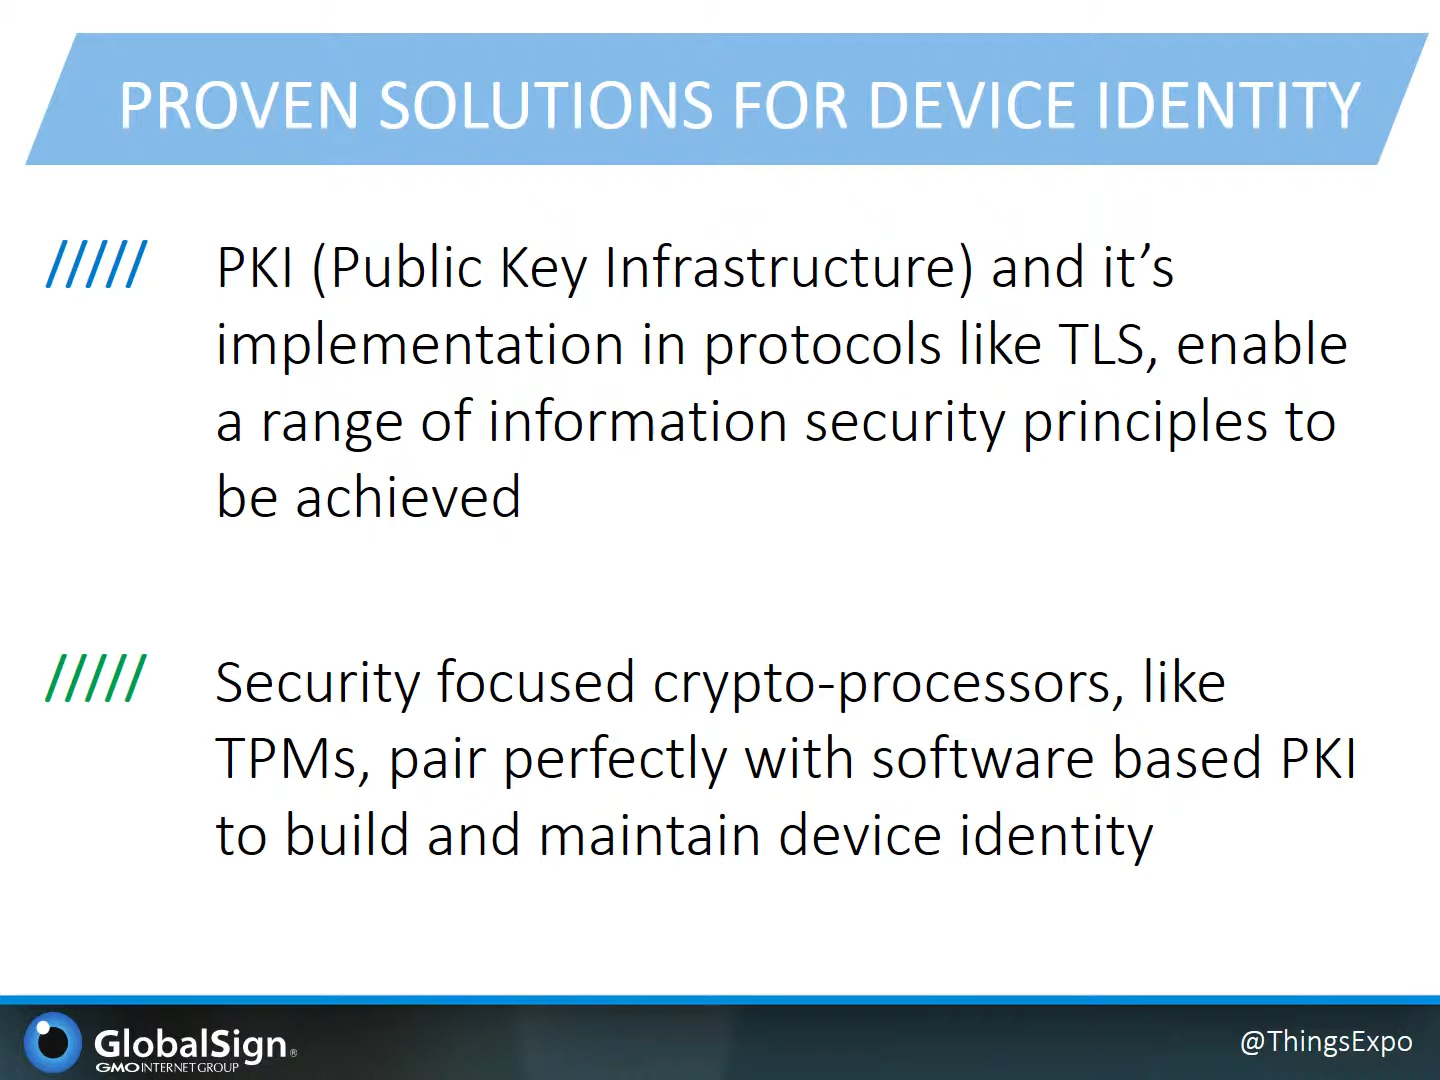 PROVEN SOLUTIONS FOR DEVICE IDENTITY
///// PKI (Public Key Infrastructure) and it’s
implementation in protocols like TLS, enable
a range of information security principles to
be achieved
///// Security focused crypto-processors, like
TPMs, pair perfectly with software based PKI
to build and maintain device identity
GlobalSign®
GMO INTERNET GROUP
@ThingsExpo